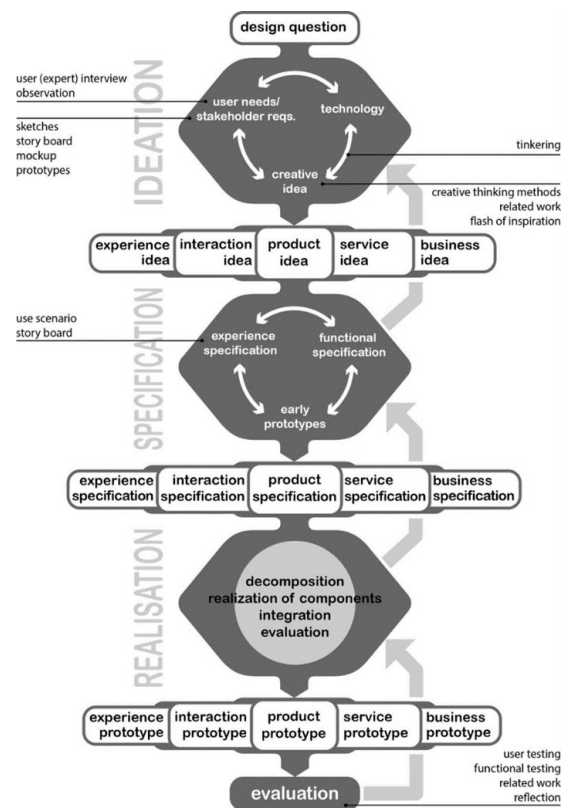 design question
user (expert) interview
observation
sketches
story board
mockup
prototypes
IDEATION
user needs/
stakeholder reqs.
technology
creative
idea
tinkering
creative thinking methods
related work
flash of inspiration
experience
idea
interaction
idea
product
idea
service
idea
business
idea
use scenario
story board
SPECIFICATION
experience
specification
functional
specification
early
prototypes
experience
specification
interaction
specification
product
specification
service
specification
business
specification
REALISATION
decomposition
realization of components
integration
evaluation
experience
prototype
interaction
prototype
product
prototype
service
prototype
business
prototype
evaluation
user testing
functional testing
related work
reflection